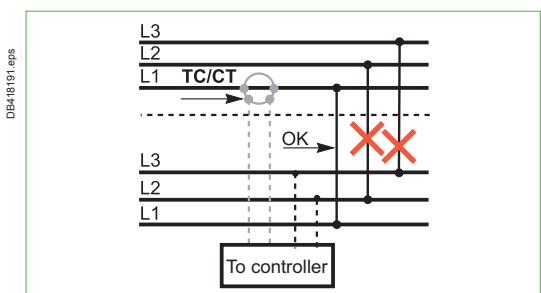 DB418191.eps
L3
L2
L1 TC/CT
OK
L3
L2
L1
To controller